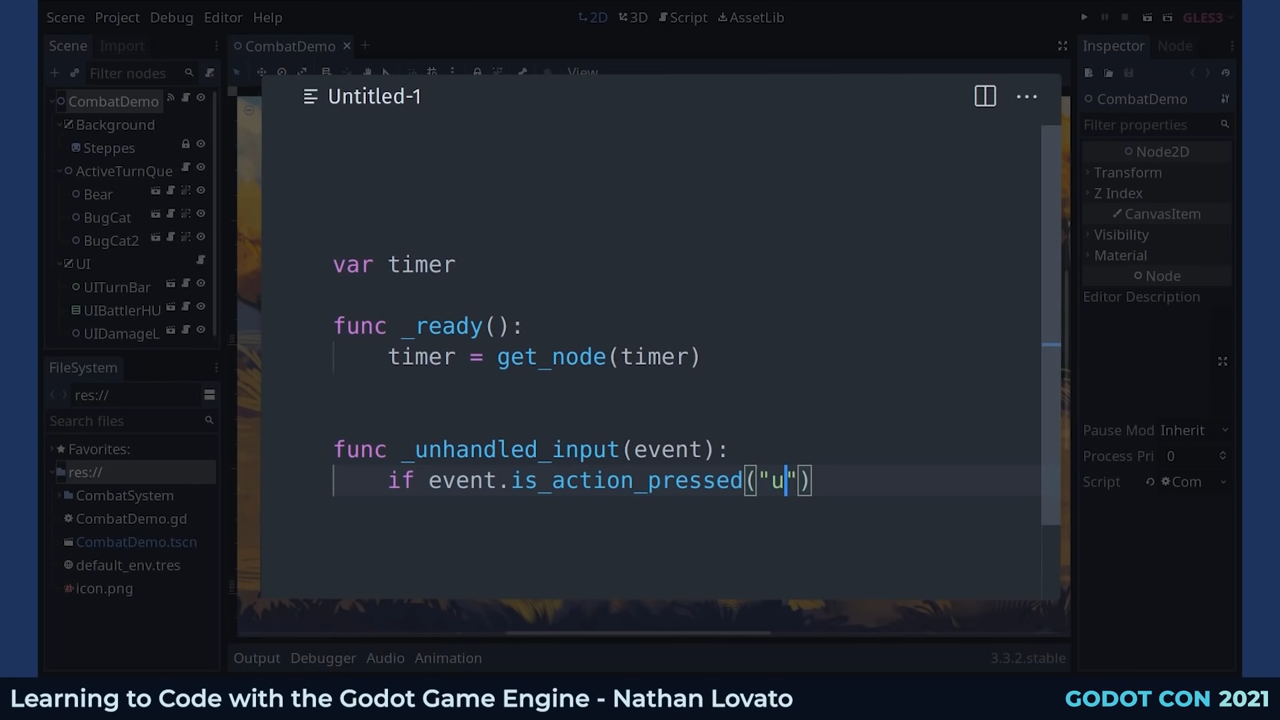 Scene Project Debug Editor Help
2D 3D Script AssetLib
GLES3
Scene Import
CombatDemo
Inspector Node
Filter nodes
View
CombatDemo
Background
Steppes
ActiveTurnQue
Bear
BugCat
BugCat2
UI
UITurnBar
UIBattlerHU
UIDamageL
FileSystem
res://
Search files
Favorites:
res://
CombatSystem
CombatDemo.gd
CombatDemo.tscn
default_env.tres
icon.png
Untitled-1
var timer
func _ready():
timer = get_node(timer)
func _unhandled_input(event):
if event.is_action_pressed("u")
CombatDemo
Filter properties
Node2D
Transform
Z Index
CanvasItem
Visibility
Material
Node
Editor Description
Pause Mod Inherit
Process Pri 0
Script Com
Output Debugger Audio Animation
3.3.2.stable
Learning to Code with the Godot Game Engine - Nathan Lovato
GODOT CON 2021